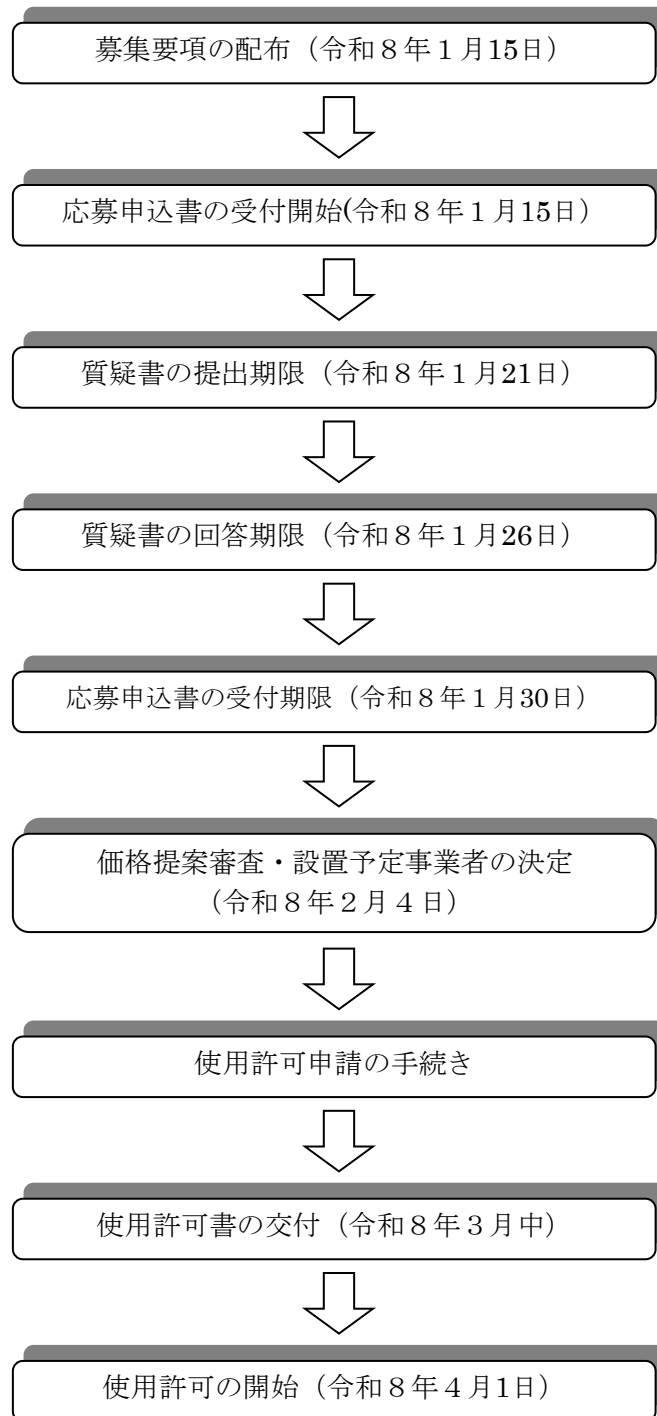 募集要項の配布（令和８年１月15日）
応募申込書の受付開始(令和８年１月15日）
質疑書の提出期限（令和８年１月21日）
質疑書の回答期限（令和８年１月26日）
応募申込書の受付期限（令和８年１月30日）
価格提案審査・設置予定事業者の決定
（令和８年２月４日）
使用許可申請の手続き
使用許可書の交付（令和８年３月中）
使用許可の開始（令和８年４月1日）